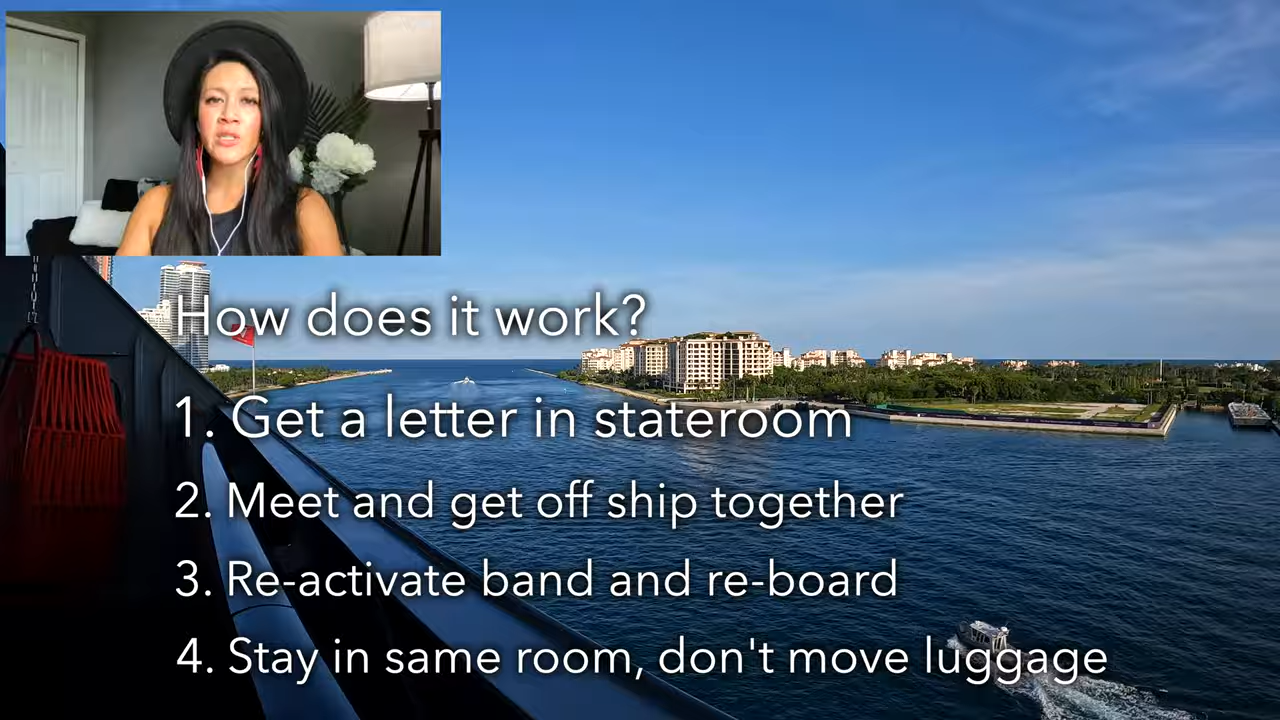 How does it work?
1. Get a letter in stateroom
2. Meet and get off ship together
3. Re-activate band and re-board
4. Stay in same room, don't move luggage